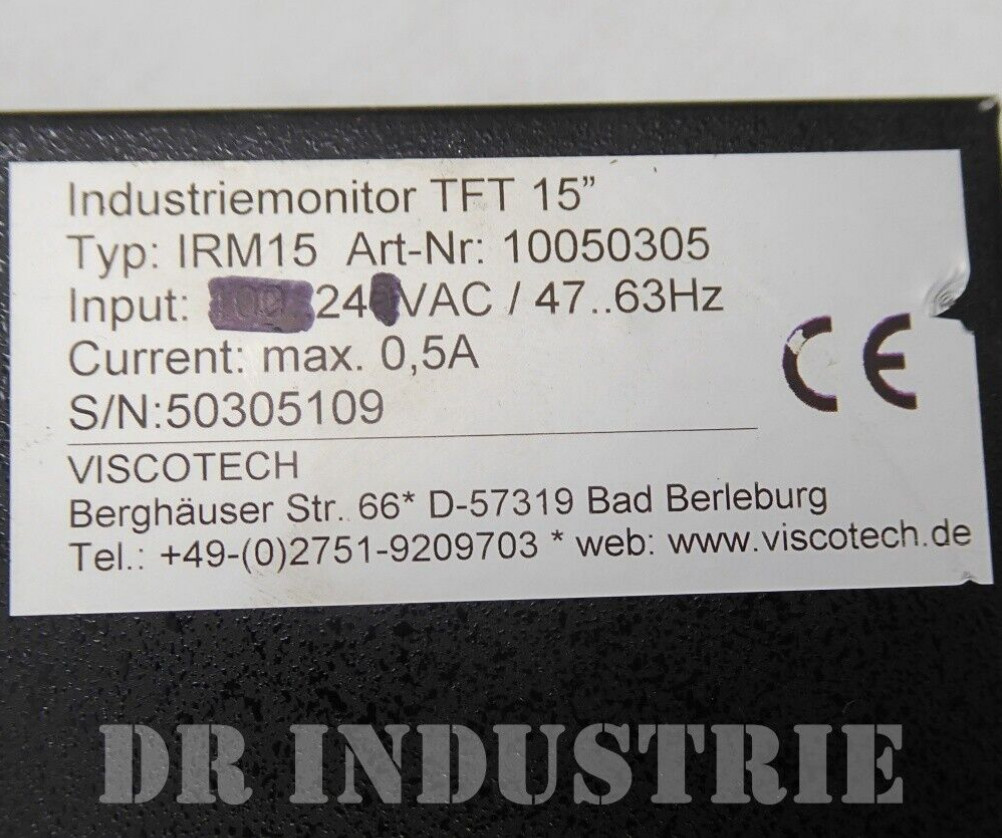 Industriemonitor TFT 15”
Typ: IRM15 Art-Nr: 10050305
Input: 24 VAC / 47..63Hz
Current: max. 0,5A
S/N:50305109
CE
VISCOTECH
Berghäuser Str. 66* D-57319 Bad Berleburg
Tel.: +49-(0)2751-9209703 * web: www.viscotech.de
DR INDUSTRIE